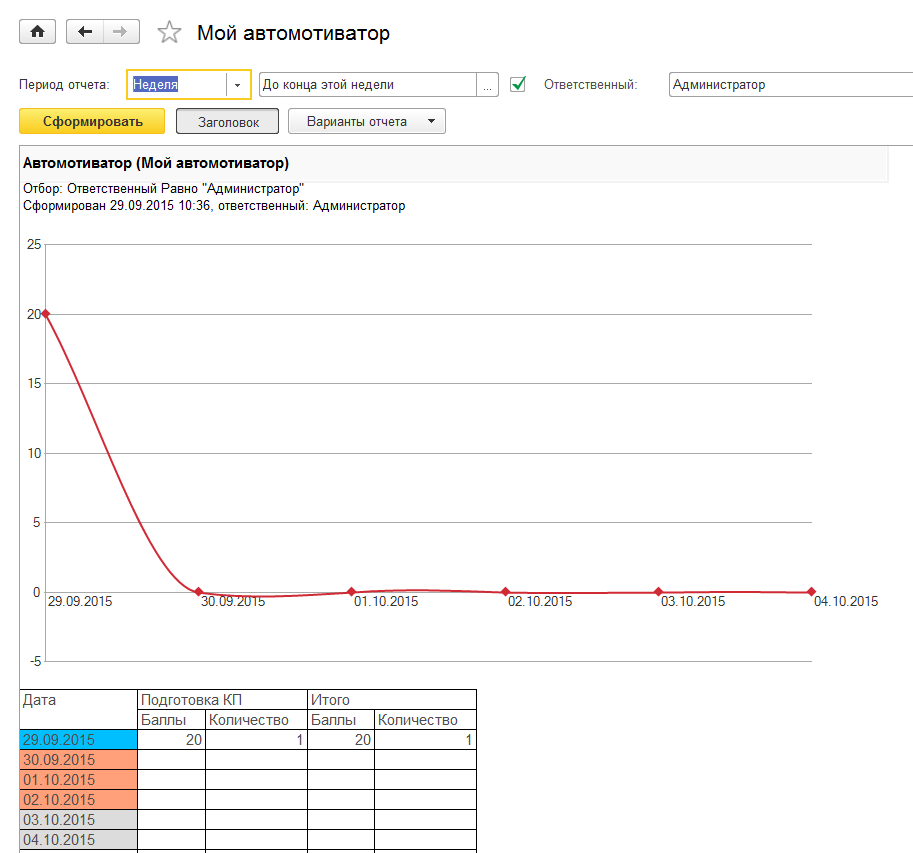 Мой автомотиватор
Период отчета: Неделя До конца этой недели ... Ответственный: Администратор
Сформировать Заголовок Варианты отчета
Автомотиватор (Мой автомотиватор)
Отбор: Ответственный Равно "Администратор"
Сформирован 29.09.2015 10:36, ответственный: Администратор
25
20
15
10
5
0
29.09.2015 30.09.2015 01.10.2015 02.10.2015 03.10.2015 04.10.2015
-5
Дата Подготовка КП Итого
Баллы Количество Баллы Количество
29.09.2015 20 1 20 1
30.09.2015
01.10.2015
02.10.2015
03.10.2015
04.10.2015